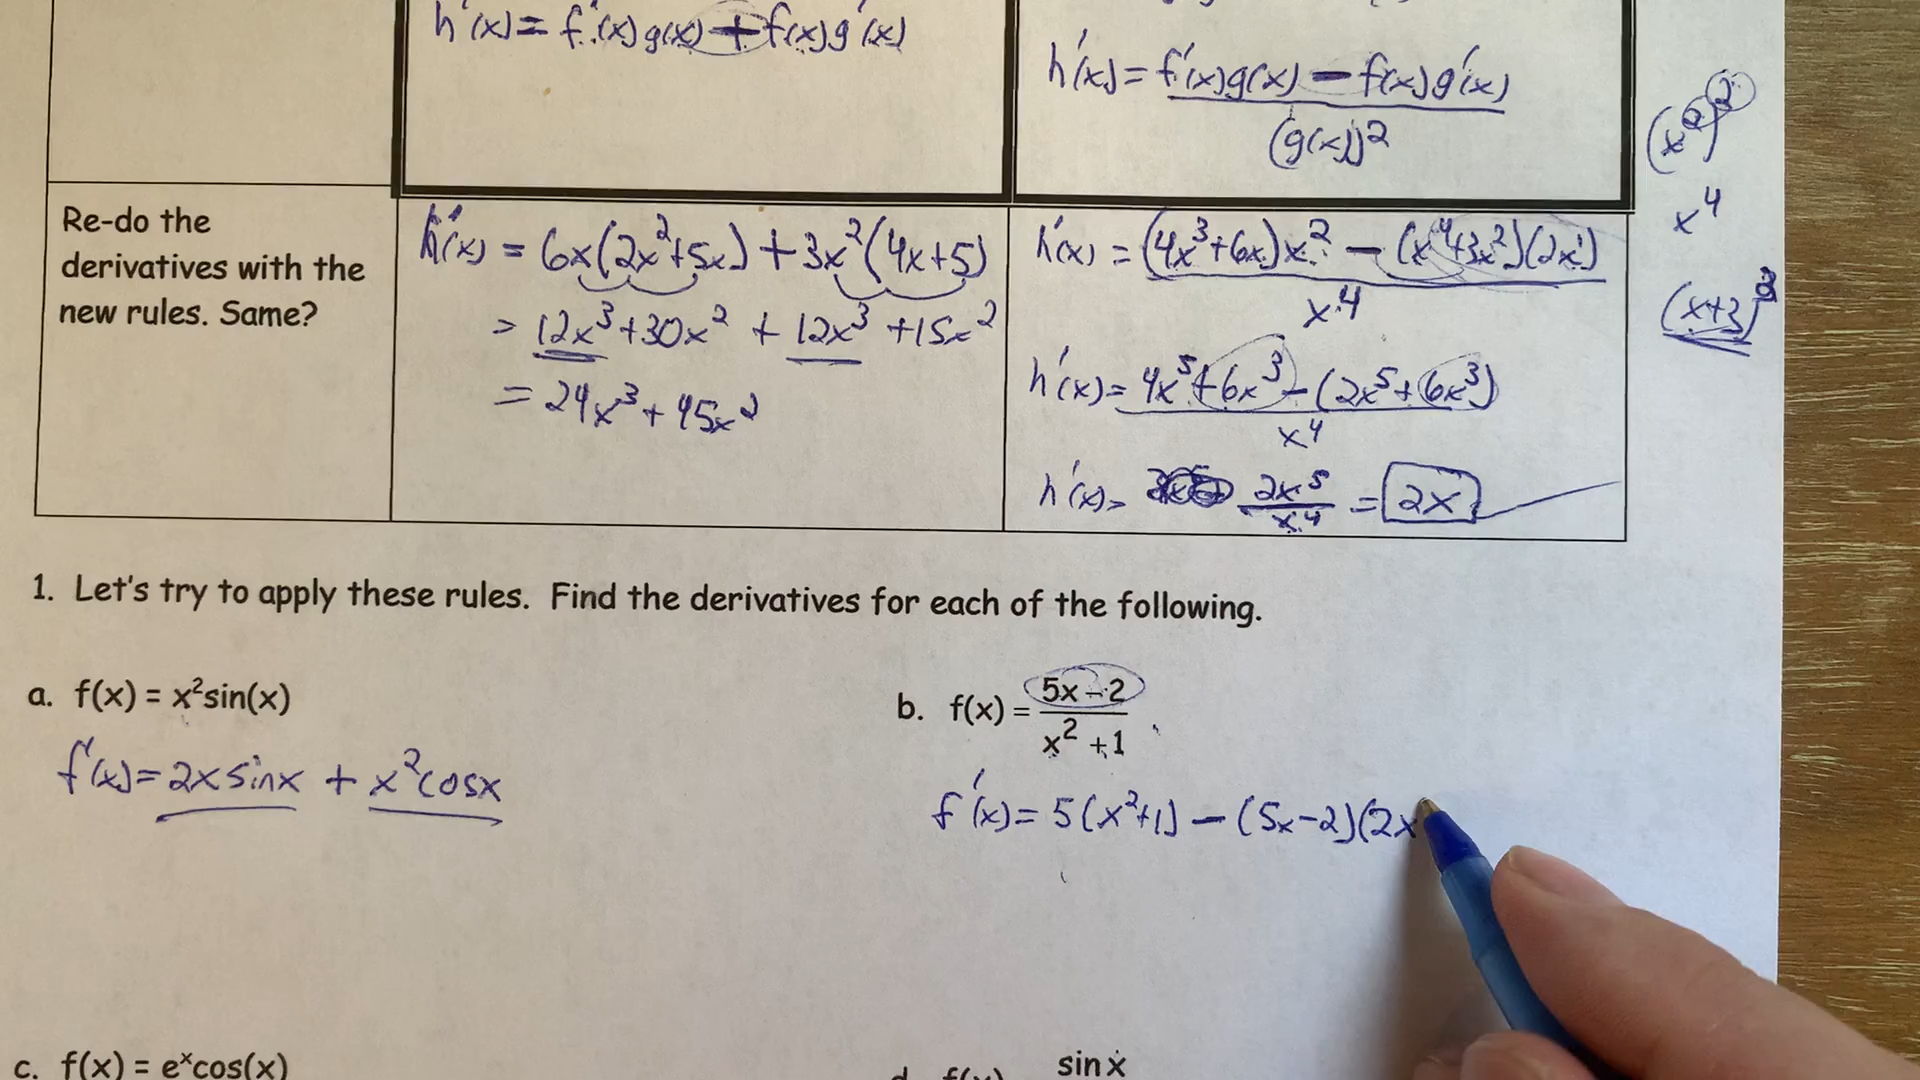 h'(x) = f'(x)g(x) + f(x)g'(x)
h'(x) = f'(x)g(x) - f(x)g'(x)
(g(x))²
(x²)²
x⁴
(x+3)²
Re-do the
derivatives with the
new rules. Same?
h'(x) = 6x(2x²+5x) + 3x²(4x+5)
= 12x³+30x² + 12x³ +15x²
= 24x³+45x²
h'(x) = (4x³+6x)x² - (x⁴+3x²)(2x)
x⁴
h'(x) = 4x⁵+6x³ - (2x⁵+6x³)
x⁴
h'(x) = 2x⁵ = 2x
x⁴
1. Let's try to apply these rules. Find the derivatives for each of the following.
a. f(x) = x²sin(x)
f'(x) = 2x sinx + x²cosx
b. f(x) = 5x-2
x² +1
f'(x) = 5(x²+1) - (5x-2)(2x
c. f(x) = eˣcos(x)
d. f(x)
sin x